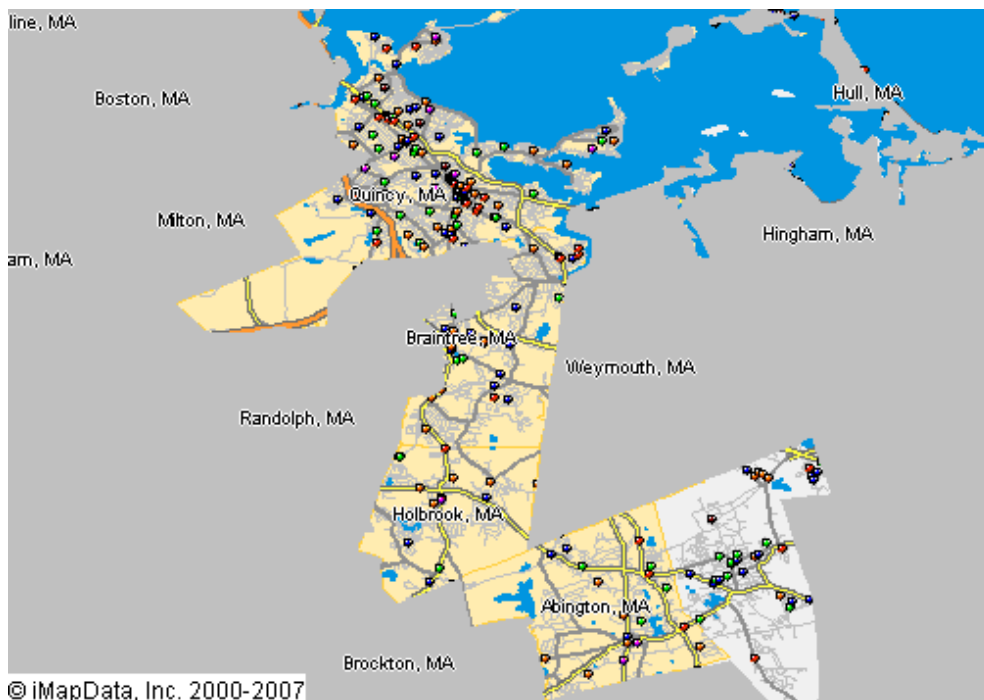 line, MA
Boston, MA
Hull, MA
Quincy, MA
Milton, MA
Hingham, MA
am, MA
Braintree, MA
Weymouth, MA
Randolph, MA
Holbrook, MA
Abington, MA
Brockton, MA
© iMapData, Inc. 2000-2007